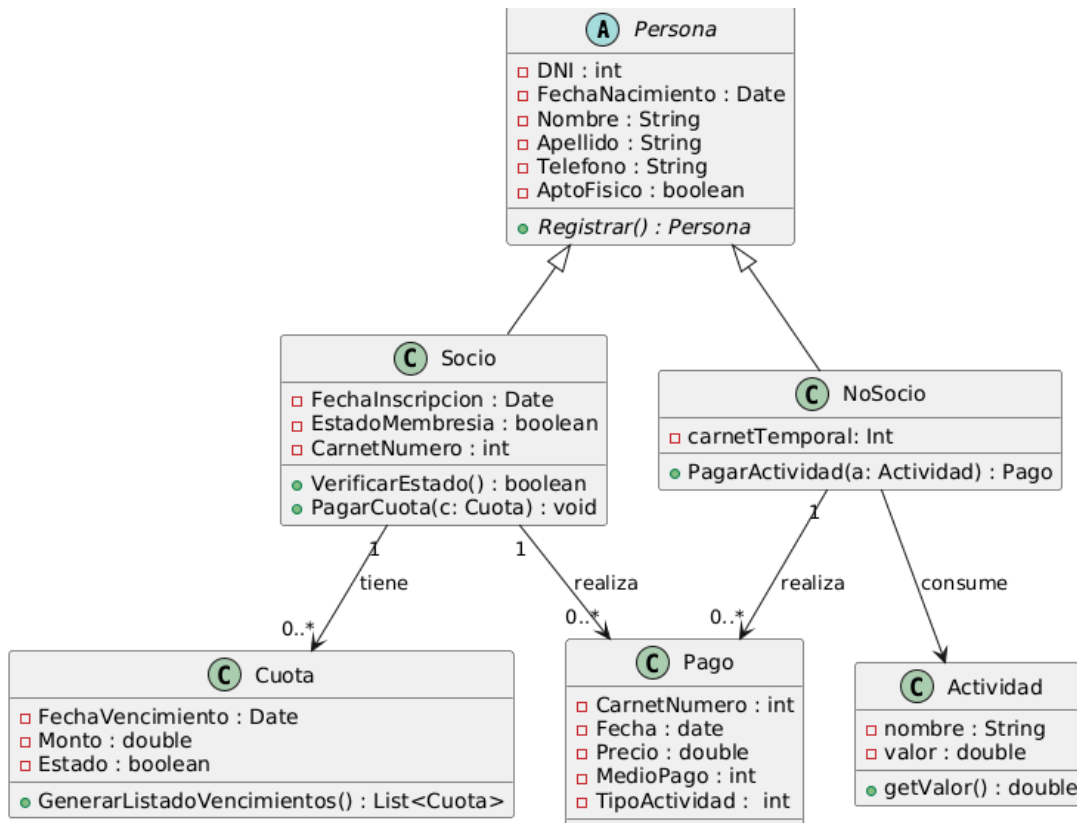 A Persona
DNI : int
FechaNacimiento : Date
Nombre : String
Apellido : String
Telefono : String
AptoFisico : boolean
Registrar() : Persona
C Socio
FechaInscripcion : Date
EstadoMembresia : boolean
CarnetNumero : int
VerificarEstado() : boolean
PagarCuota(c: Cuota) : void
C NoSocio
carnetTemporal: Int
PagarActividad(a: Actividad) : Pago
1
tiene
0..*
1
realiza
0..*
1
realiza
0..*
consume
C Cuota
FechaVencimiento : Date
Monto : double
Estado : boolean
GenerarListadoVencimientos() : List<Cuota>
C Pago
CarnetNumero : int
Fecha : date
Precio : double
MedioPago : int
TipoActividad :  int
C Actividad
nombre : String
valor : double
getValor() : double